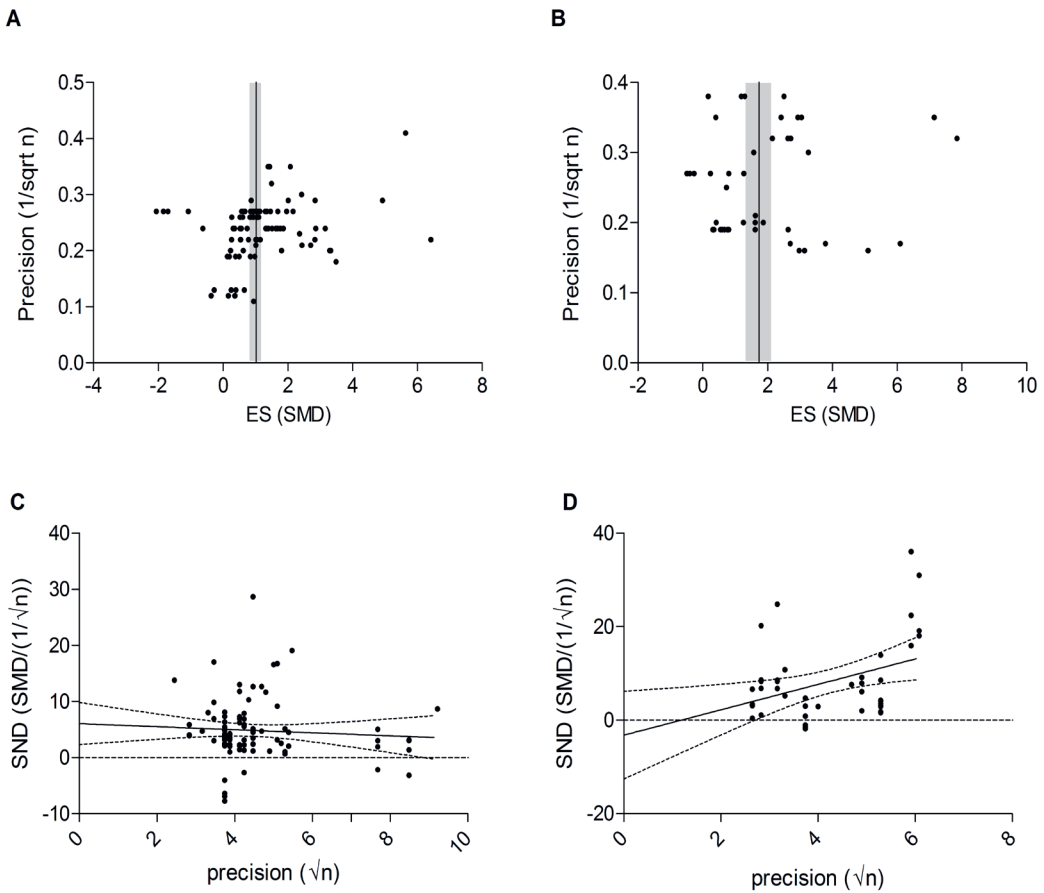 A
B
0.5
0.4
0.3
0.2
0.1
0.0
Precision (1/sqrt n)
-4 -2 0 2 4 6 8
ES (SMD)
0.4
0.3
0.2
0.1
0.0
Precision (1/sqrt n)
-2 0 2 4 6 8 10
ES (SMD)
C
D
40
30
20
10
0
-10
SND (SMD/(1/√n))
0 2 4 6 8 10
precision (√n)
40
20
0
-20
SND (SMD/(1/√n))
0 2 4 6 8
precision (√n)